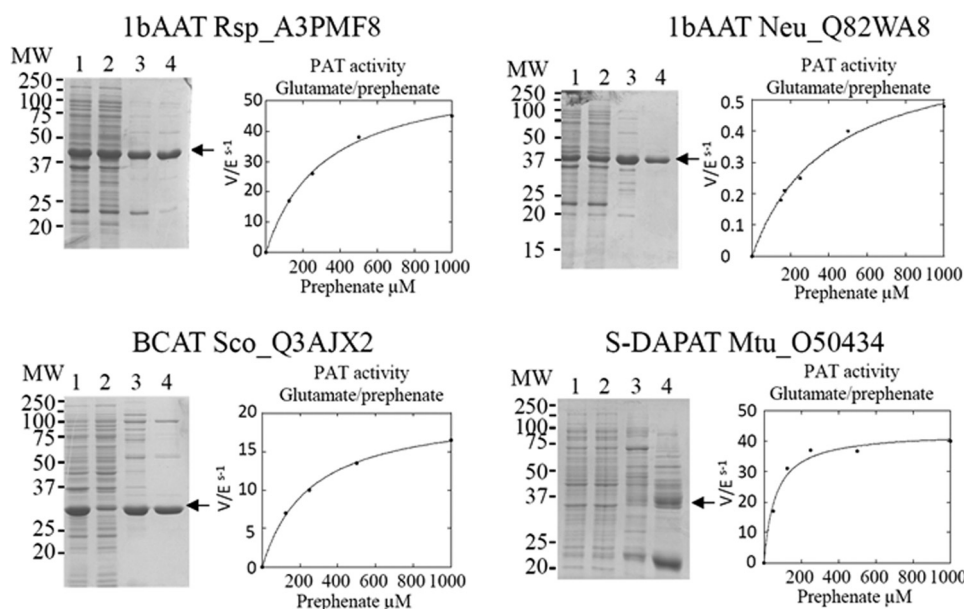 1bAAT Rsp_A3PMF8
MW 1 2 3 4
250
100
75
50
37
25
20
PAT activity
Glutamate/prephenate
V/E s-1
50
40
30
20
10
0
200 400 600 800 1000
Prephenate µM
1bAAT Neu_Q82WA8
MW 1 2 3 4
250
100
75
50
37
25
20
15
PAT activity
Glutamate/prephenate
V/E s-1
0.5
0.4
0.3
0.2
0.1
0
200 400 600 800 1000
Prephenate µM
BCAT Sco_Q3AJX2
MW 1 2 3 4
250
100
75
50
37
25
20
PAT activity
Glutamate/prephenate
V/E s-1
20
15
10
5
0
200 400 600 800 1000
Prephenate µM
S-DAPAT Mtu_O50434
MW 1 2 3 4
250
100
75
50
37
25
20
PAT activity
Glutamate/prephenate
V/E s-1
50
40
30
20
10
0
200 400 600 800 1000
Prephenate µM